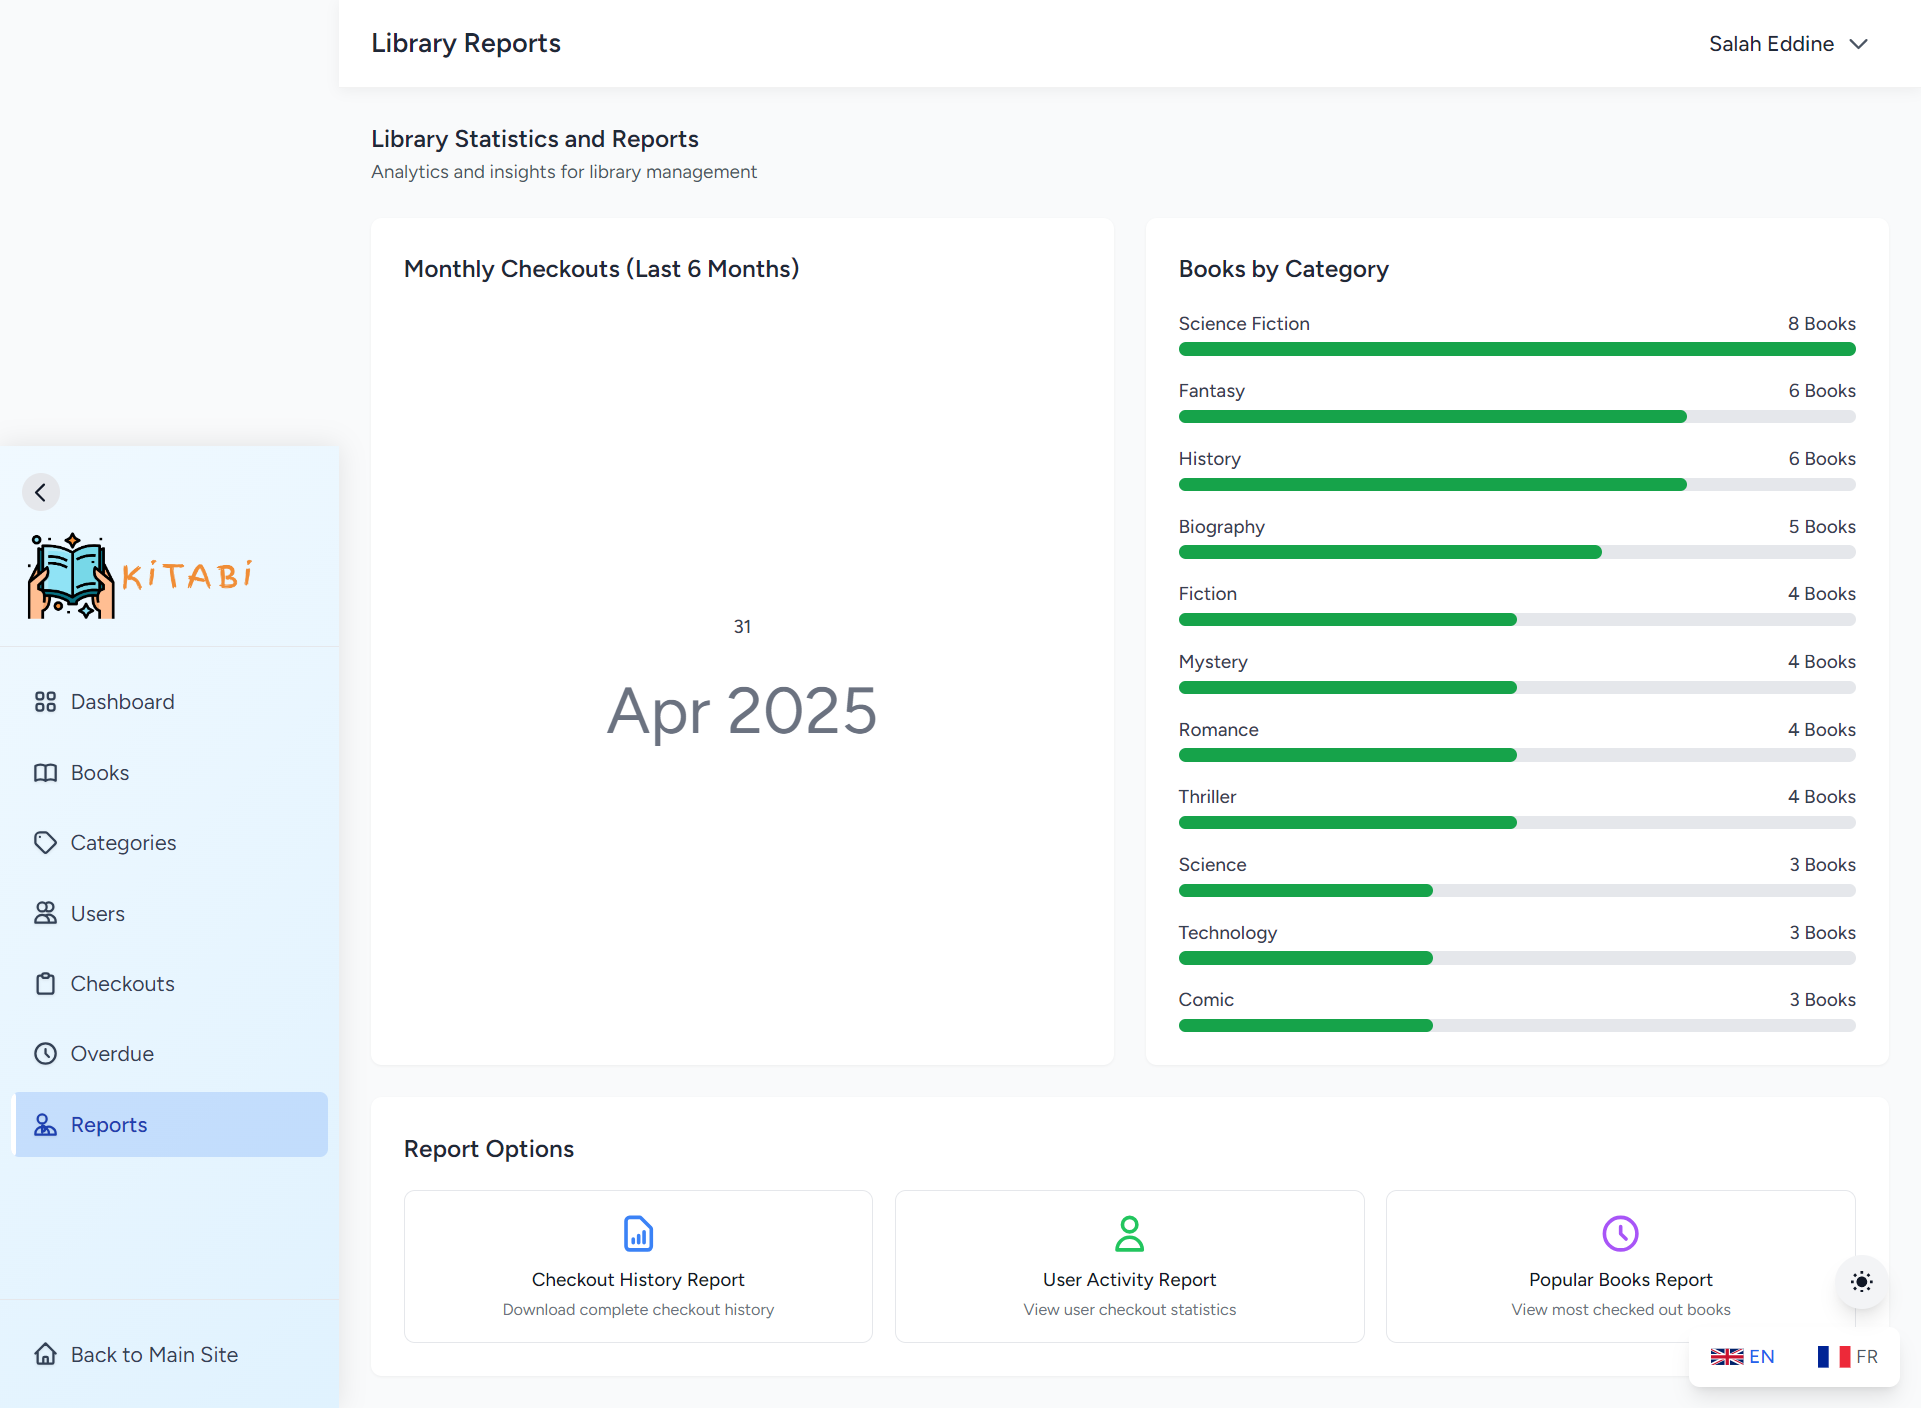 Library Reports
Salah Eddine
Library Statistics and Reports
Analytics and insights for library management
KiTABi
Dashboard
Books
Categories
Users
Checkouts
Overdue
Reports
Back to Main Site
Monthly Checkouts (Last 6 Months)
31
Apr 2025
Books by Category
Science Fiction 8 Books
Fantasy 6 Books
History 6 Books
Biography 5 Books
Fiction 4 Books
Mystery 4 Books
Romance 4 Books
Thriller 4 Books
Science 3 Books
Technology 3 Books
Comic 3 Books
Report Options
Checkout History Report
Download complete checkout history
User Activity Report
View user checkout statistics
Popular Books Report
View most checked out books
EN
FR